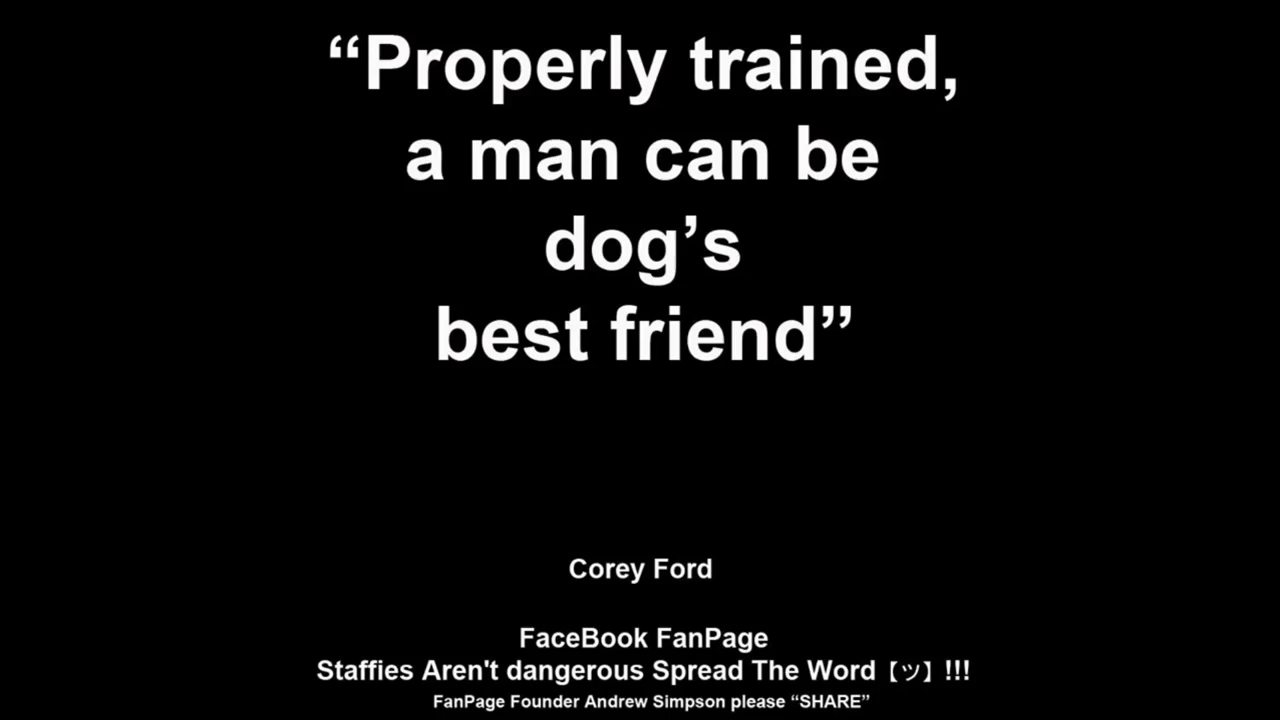 “Properly trained,
a man can be
dog’s
best friend”
Corey Ford
FaceBook FanPage
Staffies Aren't dangerous Spread The Word【ツ】!!!
FanPage Founder Andrew Simpson please “SHARE”